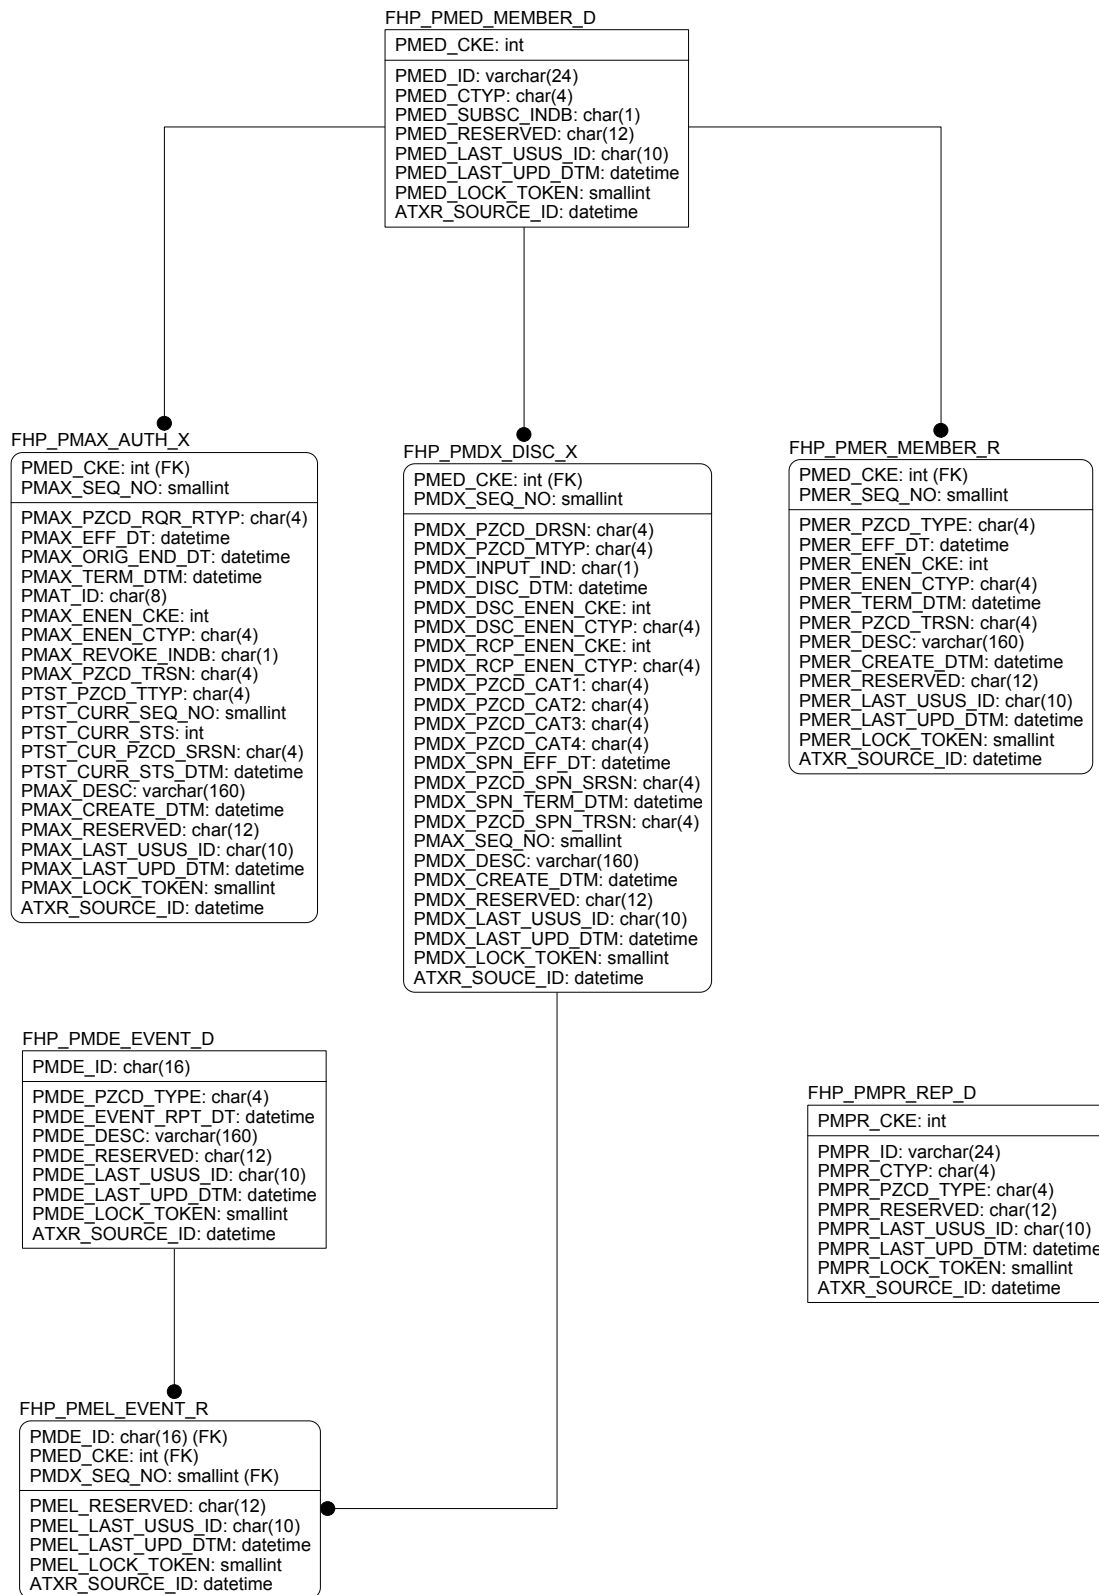 FHP_PMED_MEMBER_D
PMED_CKE: int
PMED_ID: varchar(24)
PMED_CTYP: char(4)
PMED_SUBSC_INDB: char(1)
PMED_RESERVED: char(12)
PMED_LAST_USUS_ID: char(10)
PMED_LAST_UPD_DTM: datetime
PMED_LOCK_TOKEN: smallint
ATXR_SOURCE_ID: datetime
FHP_PMAX_AUTH_X
PMED_CKE: int (FK)
PMAX_SEQ_NO: smallint
PMAX_PZCD_RQR_RTYP: char(4)
PMAX_EFF_DT: datetime
PMAX_ORIG_END_DT: datetime
PMAX_TERM_DTM: datetime
PMAT_ID: char(8)
PMAX_ENEN_CKE: int
PMAX_ENEN_CTYP: char(4)
PMAX_REVOKE_INDB: char(1)
PMAX_PZCD_TRSN: char(4)
PTST_PZCD_TTYP: char(4)
PTST_CURR_SEQ_NO: smallint
PTST_CURR_STS: int
PTST_CUR_PZCD_SRSN: char(4)
PTST_CURR_STS_DTM: datetime
PMAX_DESC: varchar(160)
PMAX_CREATE_DTM: datetime
PMAX_RESERVED: char(12)
PMAX_LAST_USUS_ID: char(10)
PMAX_LAST_UPD_DTM: datetime
PMAX_LOCK_TOKEN: smallint
ATXR_SOURCE_ID: datetime
FHP_PMDX_DISC_X
PMED_CKE: int (FK)
PMDX_SEQ_NO: smallint
PMDX_PZCD_DRSN: char(4)
PMDX_PZCD_MTYP: char(4)
PMDX_INPUT_IND: char(1)
PMDX_DISC_DTM: datetime
PMDX_DSC_ENEN_CKE: int
PMDX_DSC_ENEN_CTYP: char(4)
PMDX_RCP_ENEN_CKE: int
PMDX_RCP_ENEN_CTYP: char(4)
PMDX_PZCD_CAT1: char(4)
PMDX_PZCD_CAT2: char(4)
PMDX_PZCD_CAT3: char(4)
PMDX_PZCD_CAT4: char(4)
PMDX_SPN_EFF_DT: datetime
PMDX_PZCD_SPN_SRSN: char(4)
PMDX_SPN_TERM_DTM: datetime
PMDX_PZCD_SPN_TRSN: char(4)
PMAX_SEQ_NO: smallint
PMDX_DESC: varchar(160)
PMDX_CREATE_DTM: datetime
PMDX_RESERVED: char(12)
PMDX_LAST_USUS_ID: char(10)
PMDX_LAST_UPD_DTM: datetime
PMDX_LOCK_TOKEN: smallint
ATXR_SOUCE_ID: datetime
FHP_PMER_MEMBER_R
PMED_CKE: int (FK)
PMER_SEQ_NO: smallint
PMER_PZCD_TYPE: char(4)
PMER_EFF_DT: datetime
PMER_ENEN_CKE: int
PMER_ENEN_CTYP: char(4)
PMER_TERM_DTM: datetime
PMER_PZCD_TRSN: char(4)
PMER_DESC: varchar(160)
PMER_CREATE_DTM: datetime
PMER_RESERVED: char(12)
PMER_LAST_USUS_ID: char(10)
PMER_LAST_UPD_DTM: datetime
PMER_LOCK_TOKEN: smallint
ATXR_SOURCE_ID: datetime
FHP_PMDE_EVENT_D
PMDE_ID: char(16)
PMDE_PZCD_TYPE: char(4)
PMDE_EVENT_RPT_DT: datetime
PMDE_DESC: varchar(160)
PMDE_RESERVED: char(12)
PMDE_LAST_USUS_ID: char(10)
PMDE_LAST_UPD_DTM: datetime
PMDE_LOCK_TOKEN: smallint
ATXR_SOURCE_ID: datetime
FHP_PMPR_REP_D
PMPR_CKE: int
PMPR_ID: varchar(24)
PMPR_CTYP: char(4)
PMPR_PZCD_TYPE: char(4)
PMPR_RESERVED: char(12)
PMPR_LAST_USUS_ID: char(10)
PMPR_LAST_UPD_DTM: datetime
PMPR_LOCK_TOKEN: smallint
ATXR_SOURCE_ID: datetime
FHP_PMEL_EVENT_R
PMDE_ID: char(16) (FK)
PMED_CKE: int (FK)
PMDX_SEQ_NO: smallint (FK)
PMEL_RESERVED: char(12)
PMEL_LAST_USUS_ID: char(10)
PMEL_LAST_UPD_DTM: datetime
PMEL_LOCK_TOKEN: smallint
ATXR_SOURCE_ID: datetime